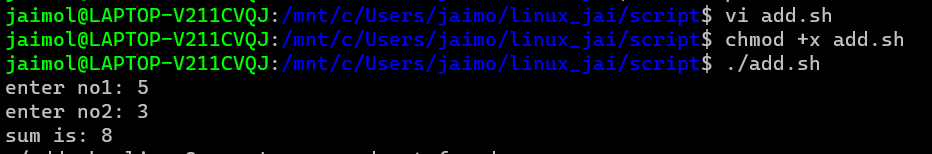 jaimol@LAPTOP-V211CVQJ:/mnt/c/Users/jaimo/linux_jai/script$ vi add.sh
jaimol@LAPTOP-V211CVQJ:/mnt/c/Users/jaimo/linux_jai/script$ chmod +x add.sh
jaimol@LAPTOP-V211CVQJ:/mnt/c/Users/jaimo/linux_jai/script$ ./add.sh
enter no1: 5
enter no2: 3
sum is: 8